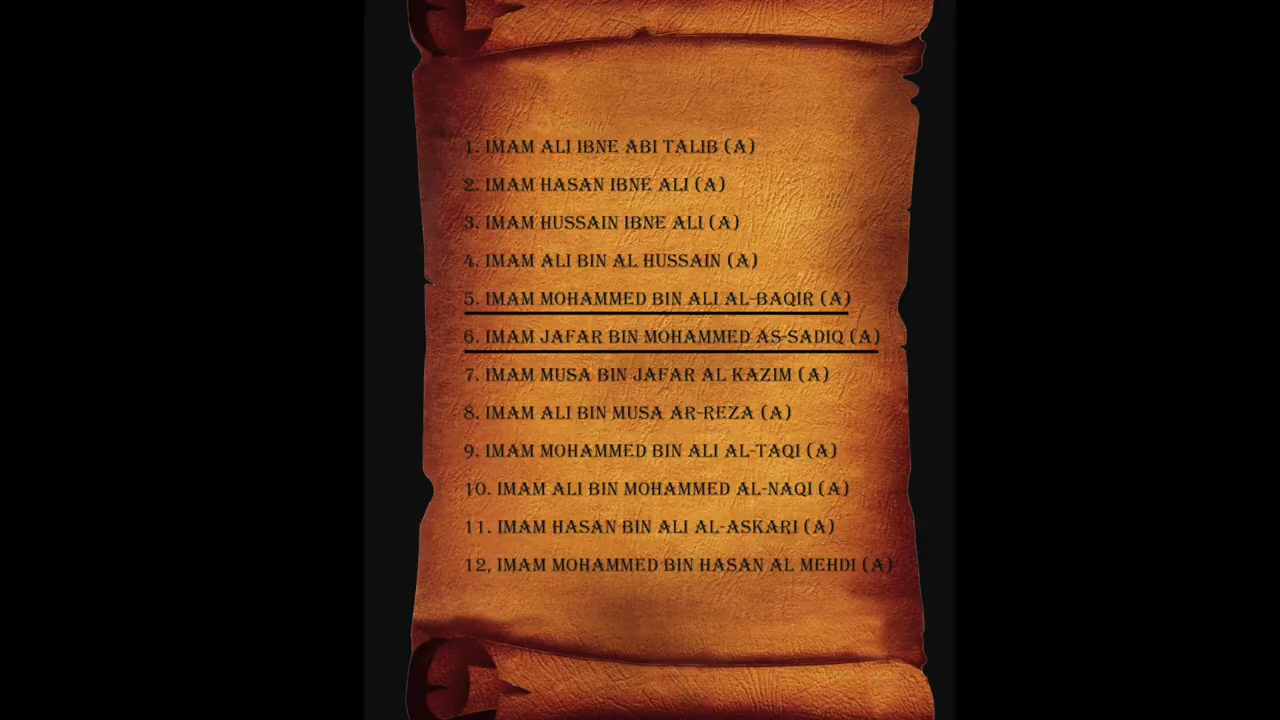 1. IMAM ALI IBNE ABI TALIB (A)
2. IMAM HASAN IBNE ALI (A)
3. IMAM HUSSAIN IBNE ALI (A)
4. IMAM ALI BIN AL HUSSAIN (A)
5. IMAM MOHAMMED BIN ALI AL-BAQIR (A)
6. IMAM JAFAR BIN MOHAMMED AS-SADIQ (A)
7. IMAM MUSA BIN JAFAR AL KAZIM (A)
8. IMAM ALI BIN MUSA AR-REZA (A)
9. IMAM MOHAMMED BIN ALI AL-TAQI (A)
10. IMAM ALI BIN MOHAMMED AL-NAQI (A)
11. IMAM HASAN BIN ALI AL-ASKARI (A)
12, IMAM MOHAMMED BIN HASAN AL MEHDI (A)